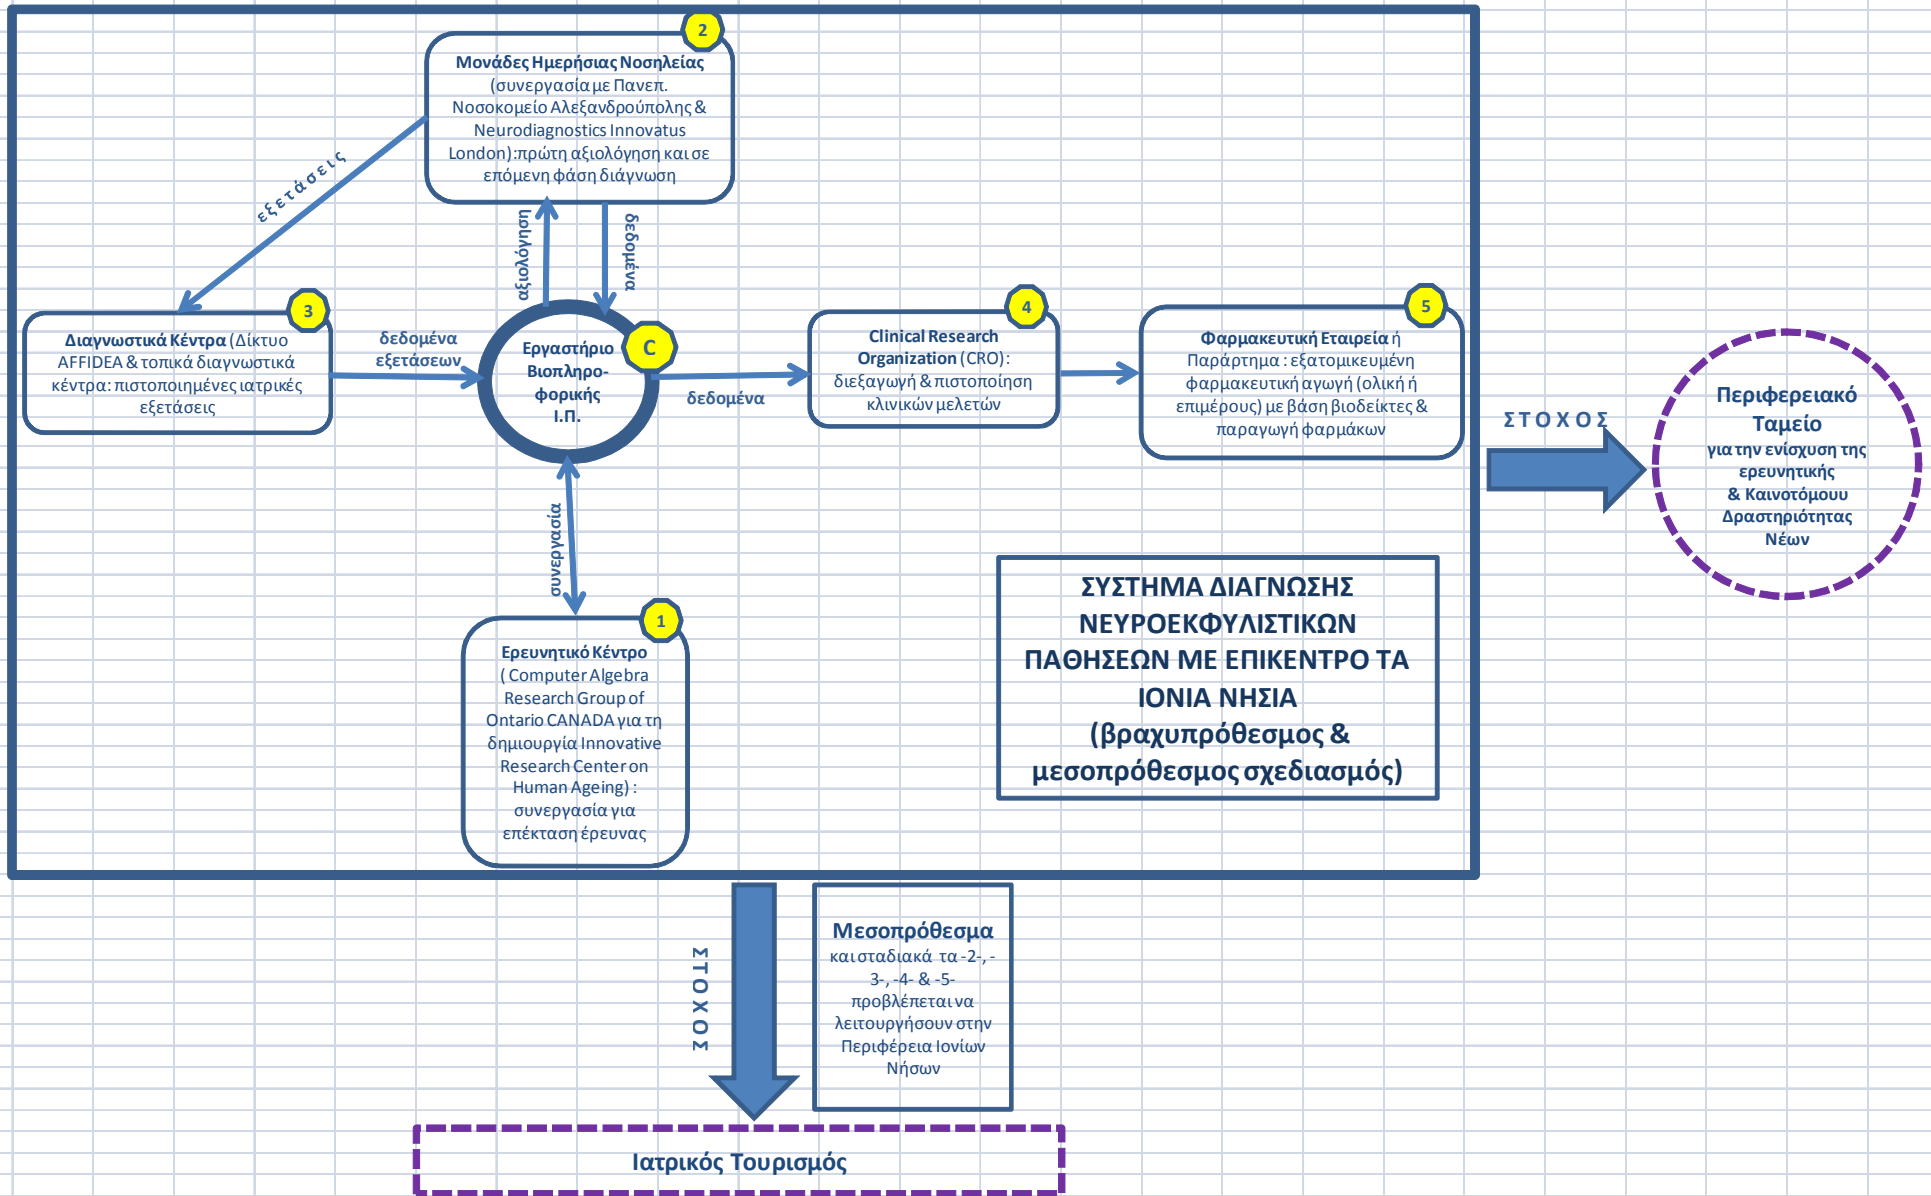 2
Μονάδες Ημερήσιας Νοσηλείας
(συνεργασία με Πανεπ.
Νοσοκομείο Αλεξανδρούπολης &
Neurodiagnostics Innovatus
London):πρώτη αξιολόγηση και σε
επόμενη φάση διάγνωση
εξετάσεις
αξιολόγηση
δεδομένα
3
Διαγνωστικά Κέντρα (Δίκτυο
AFFIDEA & τοπικά διαγνωστικά
κέντρα: πιστοποιημένες ιατρικές
εξετάσεις
δεδομένα
εξετάσεων
C
Εργαστήριο
Βιοπληρο-
φορικής
Ι.Π.
δεδομένα
4
Clinical Research
Organization (CRO) :
διεξαγωγή & πιστοποίηση
κλινικών μελετών
5
Φαρμακευτική Εταιρεία ή
Παράρτημα : εξατομικευμένη
φαρμακευτική αγωγή (ολική ή
επιμέρους) με βάση βιοδείκτες &
παραγωγή φαρμάκων
ΣΤΟΧΟΣ
Περιφερειακό
Ταμείο
για την ενίσχυση της
ερευνητικής
& Καινοτόμουυ
Δραστηριότητας
Νέων
συνεργασία
1
Ερευνητικό Κέντρο
( Computer Algebra
Research Group of
Ontario CANADA για τη
δημιουργία Innovative
Research Center on
Human Ageing) :
συνεργασία για
επέκταση έρευνας
ΣΥΣΤΗΜΑ ΔΙΑΓΝΩΣΗΣ
ΝΕΥΡΟΕΚΦΥΛΙΣΤΙΚΩΝ
ΠΑΘΗΣΕΩΝ ΜΕ ΕΠΙΚΕΝΤΡΟ ΤΑ
ΙΟΝΙΑ ΝΗΣΙΑ
(βραχυπρόθεσμος &
μεσοπρόθεσμος σχεδιασμός)
ΣΤΟΧΟΣ
Μεσοπρόθεσμα
και σταδιακά τα -2-, -
3-, -4- & -5-
προβλέπεται να
λειτουργήσουν στην
Περιφέρεια Ιονίων
Νήσων
Ιατρικός Τουρισμός